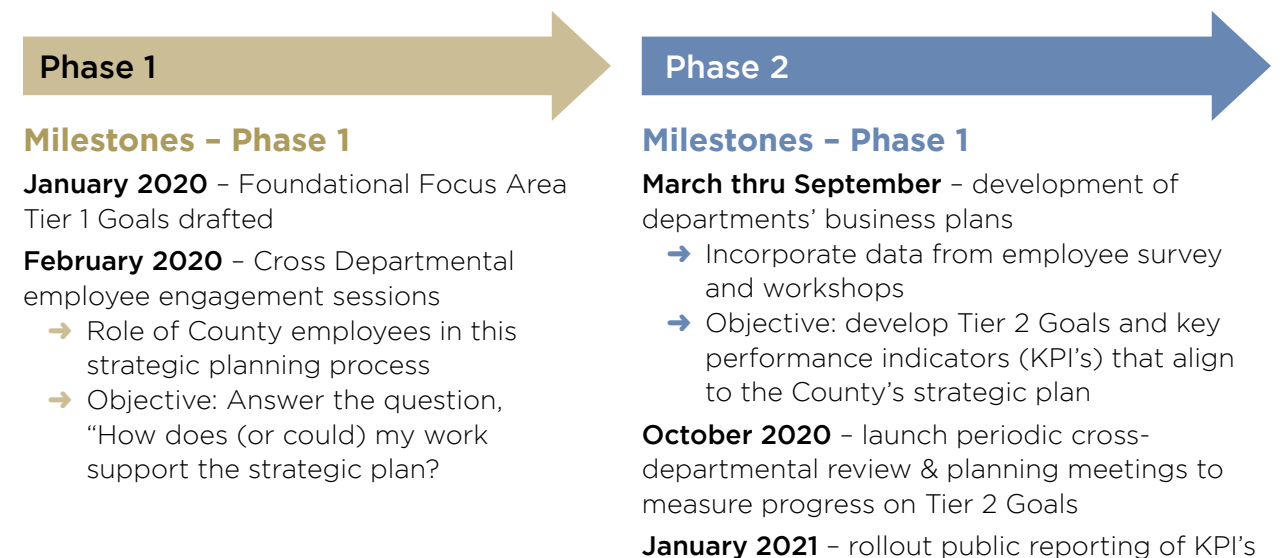 Phase 1
Milestones – Phase 1
January 2020 – Foundational Focus Area
Tier 1 Goals drafted
February 2020 – Cross Departmental
employee engagement sessions
➜ Role of County employees in this
strategic planning process
➜ Objective: Answer the question,
“How does (or could) my work
support the strategic plan?
Phase 2
Milestones – Phase 1
March thru September – development of
departments’ business plans
➜ Incorporate data from employee survey
and workshops
➜ Objective: develop Tier 2 Goals and key
performance indicators (KPI’s) that align
to the County’s strategic plan
October 2020 – launch periodic cross-
departmental review & planning meetings to
measure progress on Tier 2 Goals
January 2021 – rollout public reporting of KPI’s